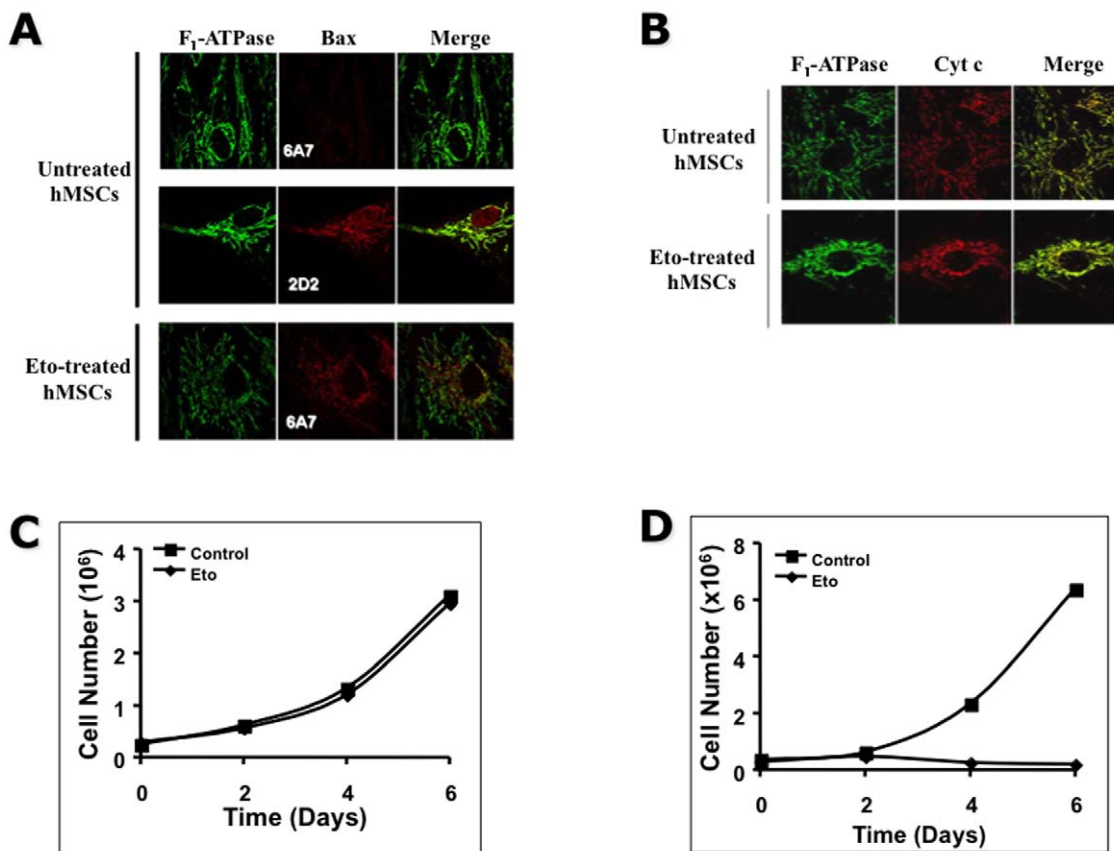 A
F₁-ATPase Bax Merge
Untreated
hMSCs
6A7
2D2
Eto-treated
hMSCs
6A7
B
F₁-ATPase Cyt c Merge
Untreated
hMSCs
Eto-treated
hMSCs
C
Cell Number (10⁶)
4
3
2
1
0
Control
Eto
0 2 4 6
Time (Days)
D
Cell Number (x10⁶)
8
6
4
2
0
Control
Eto
0 2 4 6
Time (Days)